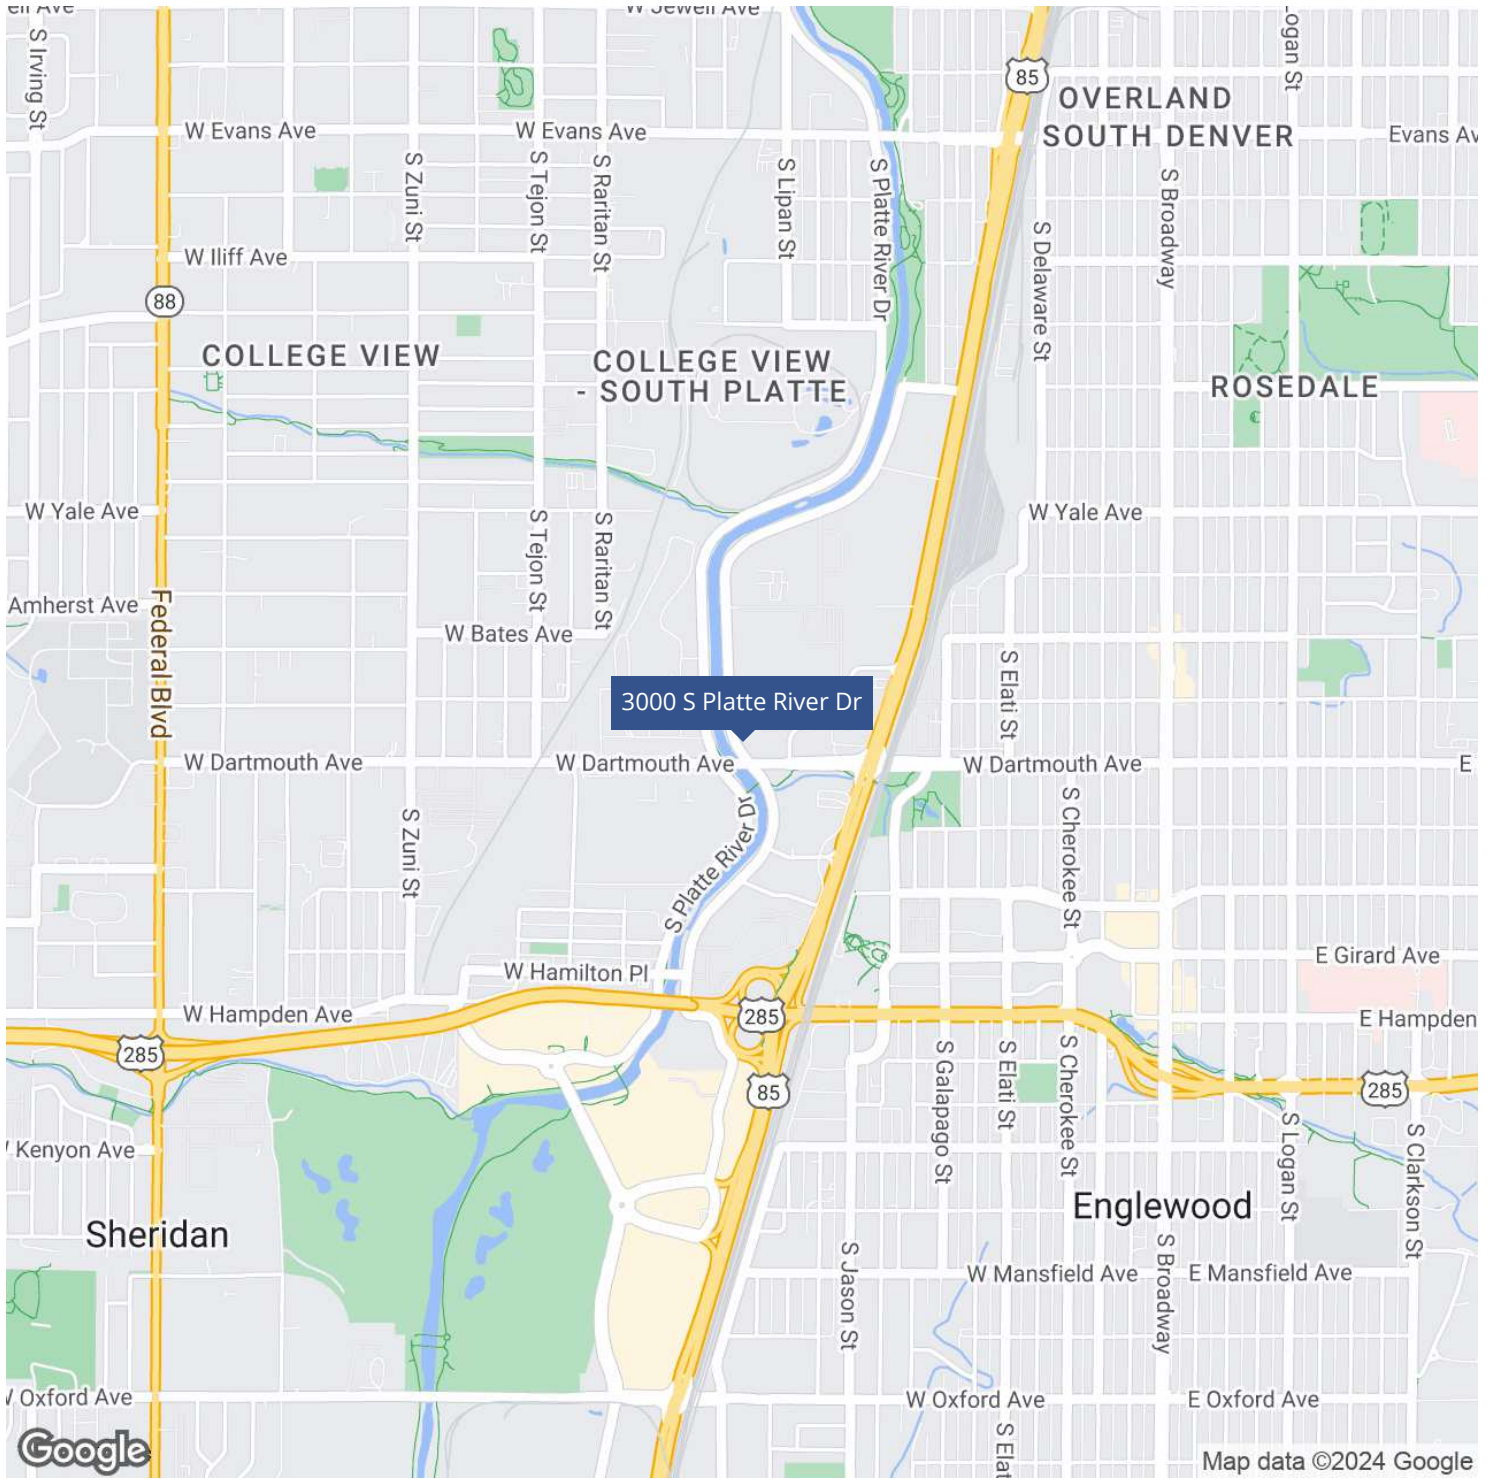 ell Ave
W Jewell Ave
S Irving St
Logan St
85
OVERLAND
SOUTH DENVER
W Evans Ave
W Evans Ave
Evans Av
S Zuni St
S Tejon St
S Raritan St
S Lipan St
S Platte River Dr
S Broadway
S Delaware St
W Iliff Ave
88
COLLEGE VIEW
COLLEGE VIEW
- SOUTH PLATTE
ROSEDALE
W Yale Ave
W Yale Ave
S Tejon St
S Raritan St
Amherst Ave
Federal Blvd
W Bates Ave
S Elati St
3000 S Platte River Dr
W Dartmouth Ave
W Dartmouth Ave
W Dartmouth Ave
E
S Zuni St
S Platte River Dr
S Cherokee St
W Hamilton Pl
E Girard Ave
W Hampden Ave
285
E Hampden
285
S Galapago St
S Elati St
S Cherokee St
85
285
Kenyon Ave
S Logan St
S Clarkson St
Sheridan
Englewood
S Jason St
S Broadway
W Mansfield Ave
E Mansfield Ave
W Oxford Ave
W Oxford Ave
E Oxford Ave
S Elat
Google
Map data ©2024 Google